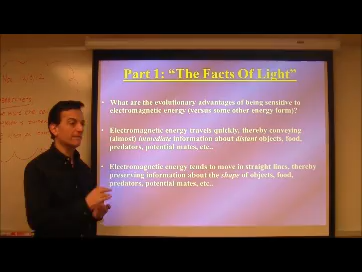 Part 1: “The Facts Of Light”
• What are the evolutionary advantages of being sensitive to
electromagnetic energy (versus some other energy form)?
• Electromagnetic energy travels quickly, thereby conveying
(almost) immediate information about distant objects, food,
predators, potential mates, etc..
• Electromagnetic energy tends to move in straight lines, thereby
preserving information about the shape of objects, food,
predators, potential mates, etc..